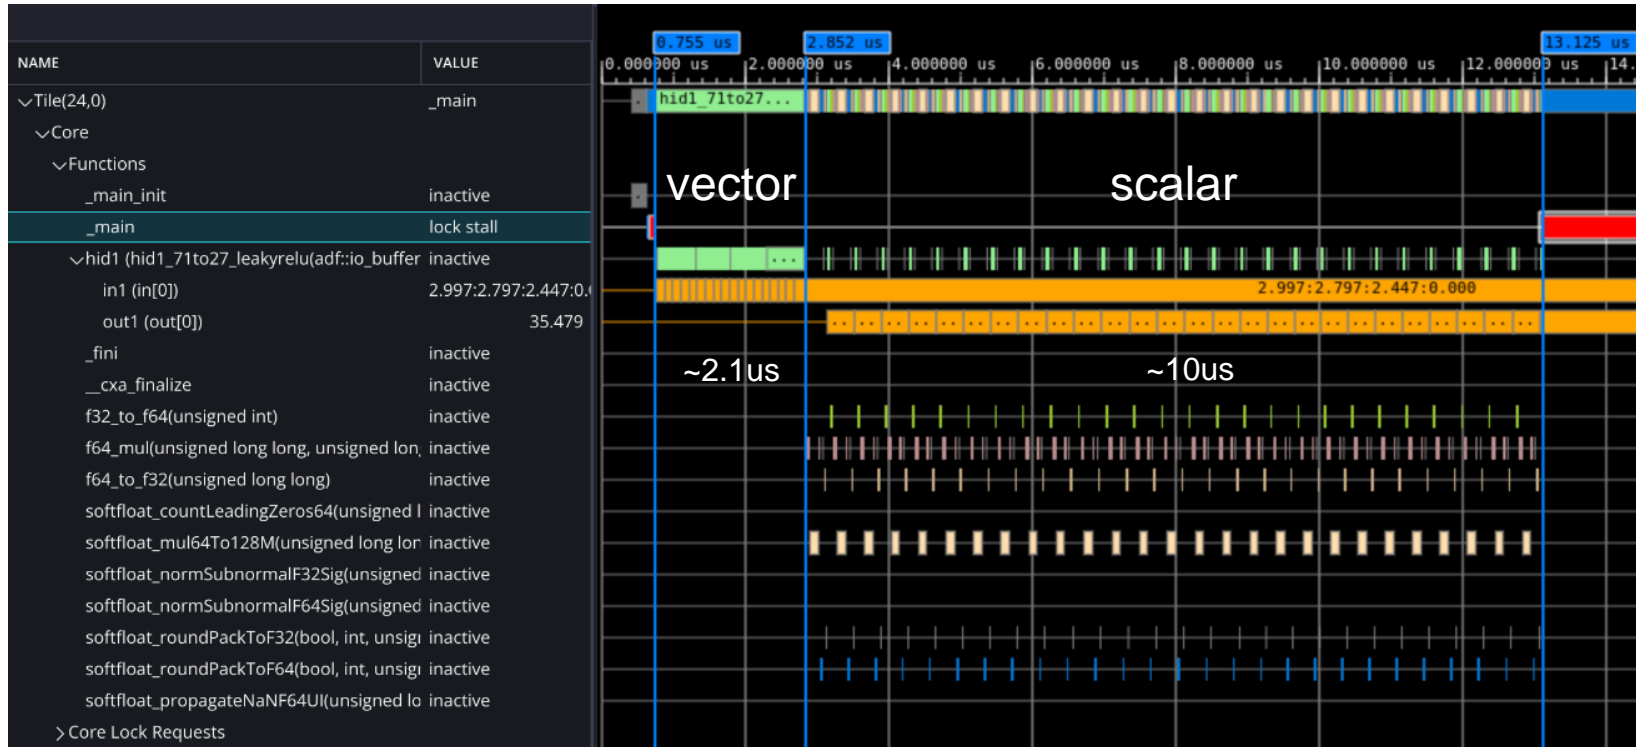 0.755 us 2.852 us 13.125 us
NAME VALUE 0.000000 us 2.000000 us 4.000000 us 6.000000 us 8.000000 us 10.000000 us 12.000000 us 14.
Tile(24,0) _main hid1_71to27...
Core
Functions
vector scalar
_main_init inactive
_main lock stall
hid1 (hid1_71to27_leakyrelu(adf::io_buffer inactive ...
in1 (in[0]) 2.997:2.797:2.447:0. 2.997:2.797:2.447:0.000
out1 (out[0]) 35.479
_fini inactive
~2.1us ~10us
__cxa_finalize inactive
f32_to_f64(unsigned int) inactive
f64_mul(unsigned long long, unsigned lon inactive
f64_to_f32(unsigned long long) inactive
softfloat_countLeadingZeros64(unsigned l inactive
softfloat_mul64To128M(unsigned long lon inactive
softfloat_normSubnormalF32Sig(unsigned inactive
softfloat_normSubnormalF64Sig(unsigned inactive
softfloat_roundPackToF32(bool, int, unsig inactive
softfloat_roundPackToF64(bool, int, unsig inactive
softfloat_propagateNaNF64UI(unsigned lo inactive
Core Lock Requests